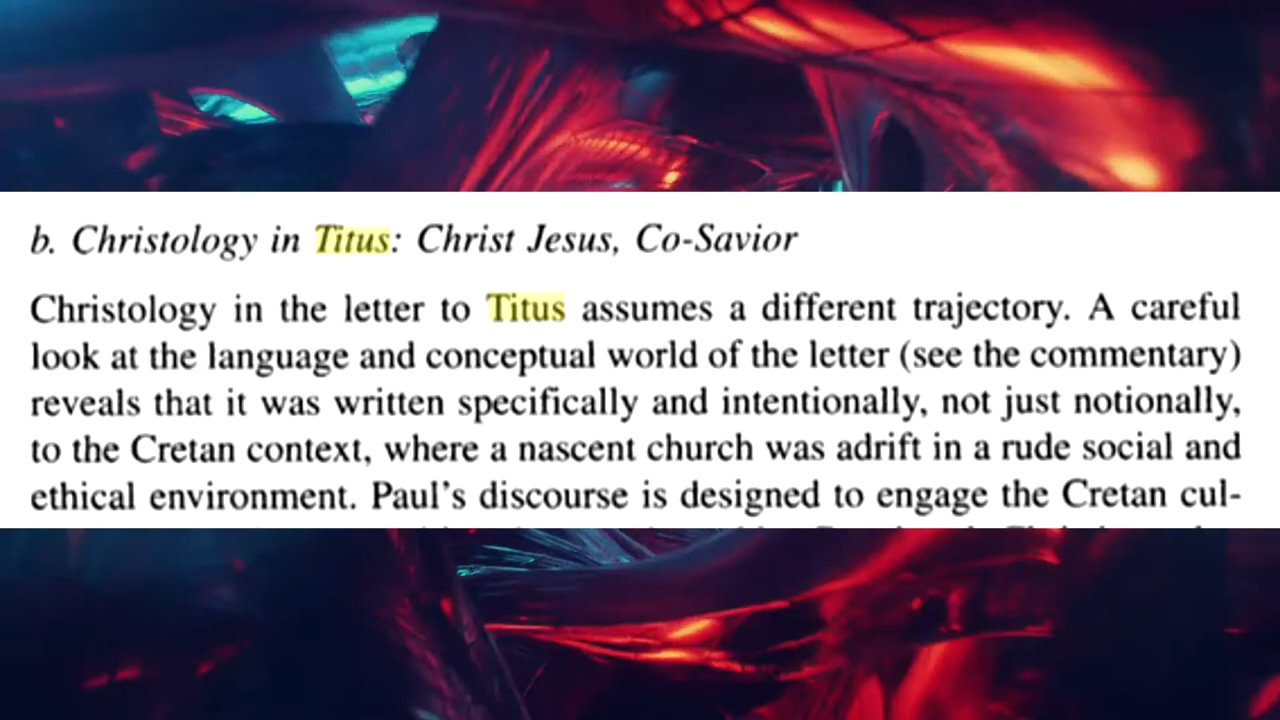 b. Christology in Titus: Christ Jesus, Co-Savior
Christology in the letter to Titus assumes a different trajectory. A careful
look at the language and conceptual world of the letter (see the commentary)
reveals that it was written specifically and intentionally, not just notionally,
to the Cretan context, where a nascent church was adrift in a rude social and
ethical environment. Paul's discourse is designed to engage the Cretan cul-